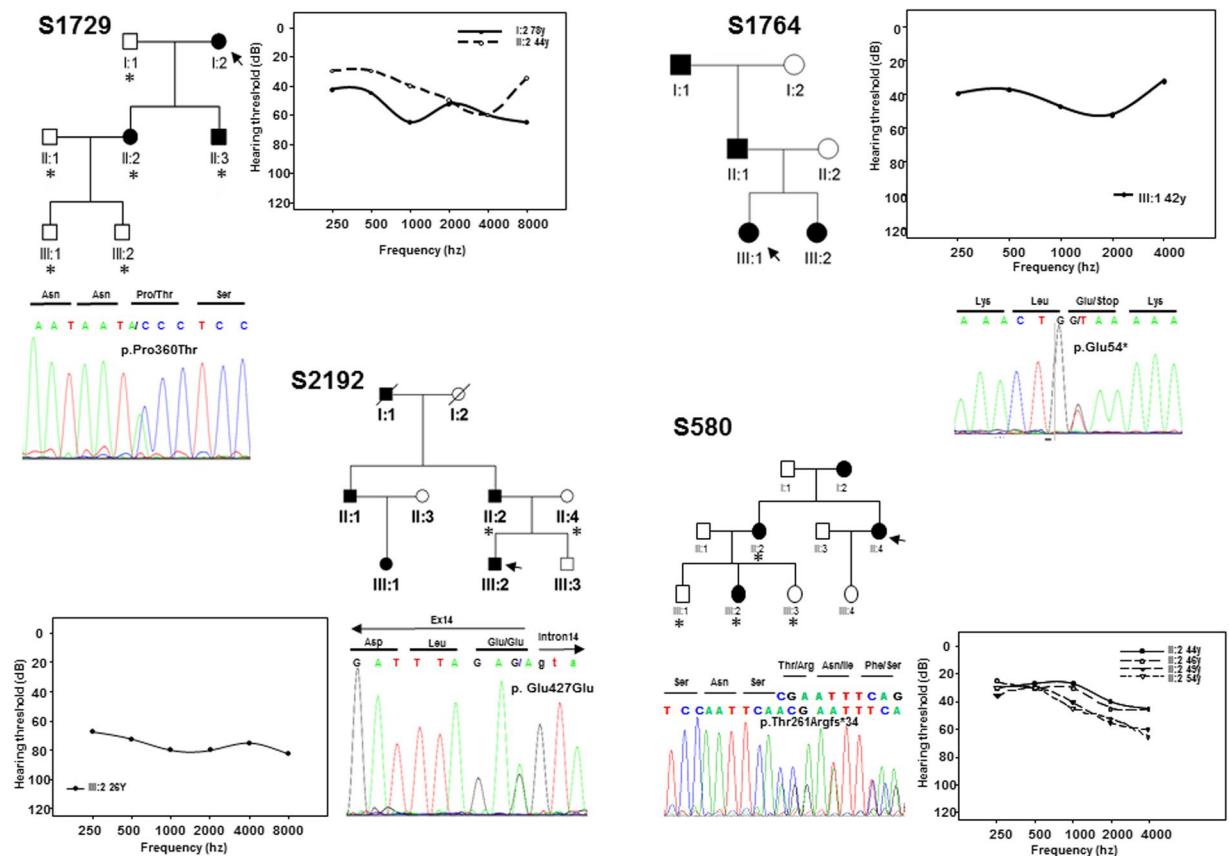 S1729
I:1
*
I:2
II:1
*
II:2
*
II:3
*
III:1
*
III:2
*
Hearing threshold (dB)
0
20
40
60
80
100
120
250 500 1000 2000 4000 8000
Frequency (hz)
I:2 78y
II:2 44y
Asn Asn Pro/Thr Ser
A A T A A T A/C C C T C C
p.Pro360Thr
S1764
I:1
I:2
II:1
II:2
III:1
III:2
Hearing threshold (dB)
0
20
40
60
80
100
120
250 500 1000 2000 4000
Frequency (hz)
III:1 42y
Lys Leu Glu/Stop Lys
A A A C T G G/T A A A A A
p.Glu54*
S2192
I:1
I:2
II:1
II:3
II:2
*
II:4
*
III:1
III:2
III:3
Hearing threshold (dB)
0
20
40
60
80
100
120
250 500 1000 2000 4000 8000
Frequency (hz)
III:2 26Y
Ex14
Intron14
Asp Leu Glu/Glu
G A T T T A G A G/A g t a
p. Glu427Glu
S580
I:1
I:2
II:1
II:2
*
II:3
II:4
III:1
*
III:2
*
III:3
*
III:4
Thr/Arg Asn/Ile Phe/Ser
Ser Asn Ser
C G A A T T T C A G
T C C A A T T C A A C G A A T T T C A
p.Thr261Argfs*34
Hearing threshold (dB)
0
20
40
60
80
100
120
250 500 1000 2000 4000
Frequency (hz)
II:2 44y
II:2 46y
II:2 49y
II:2 54y